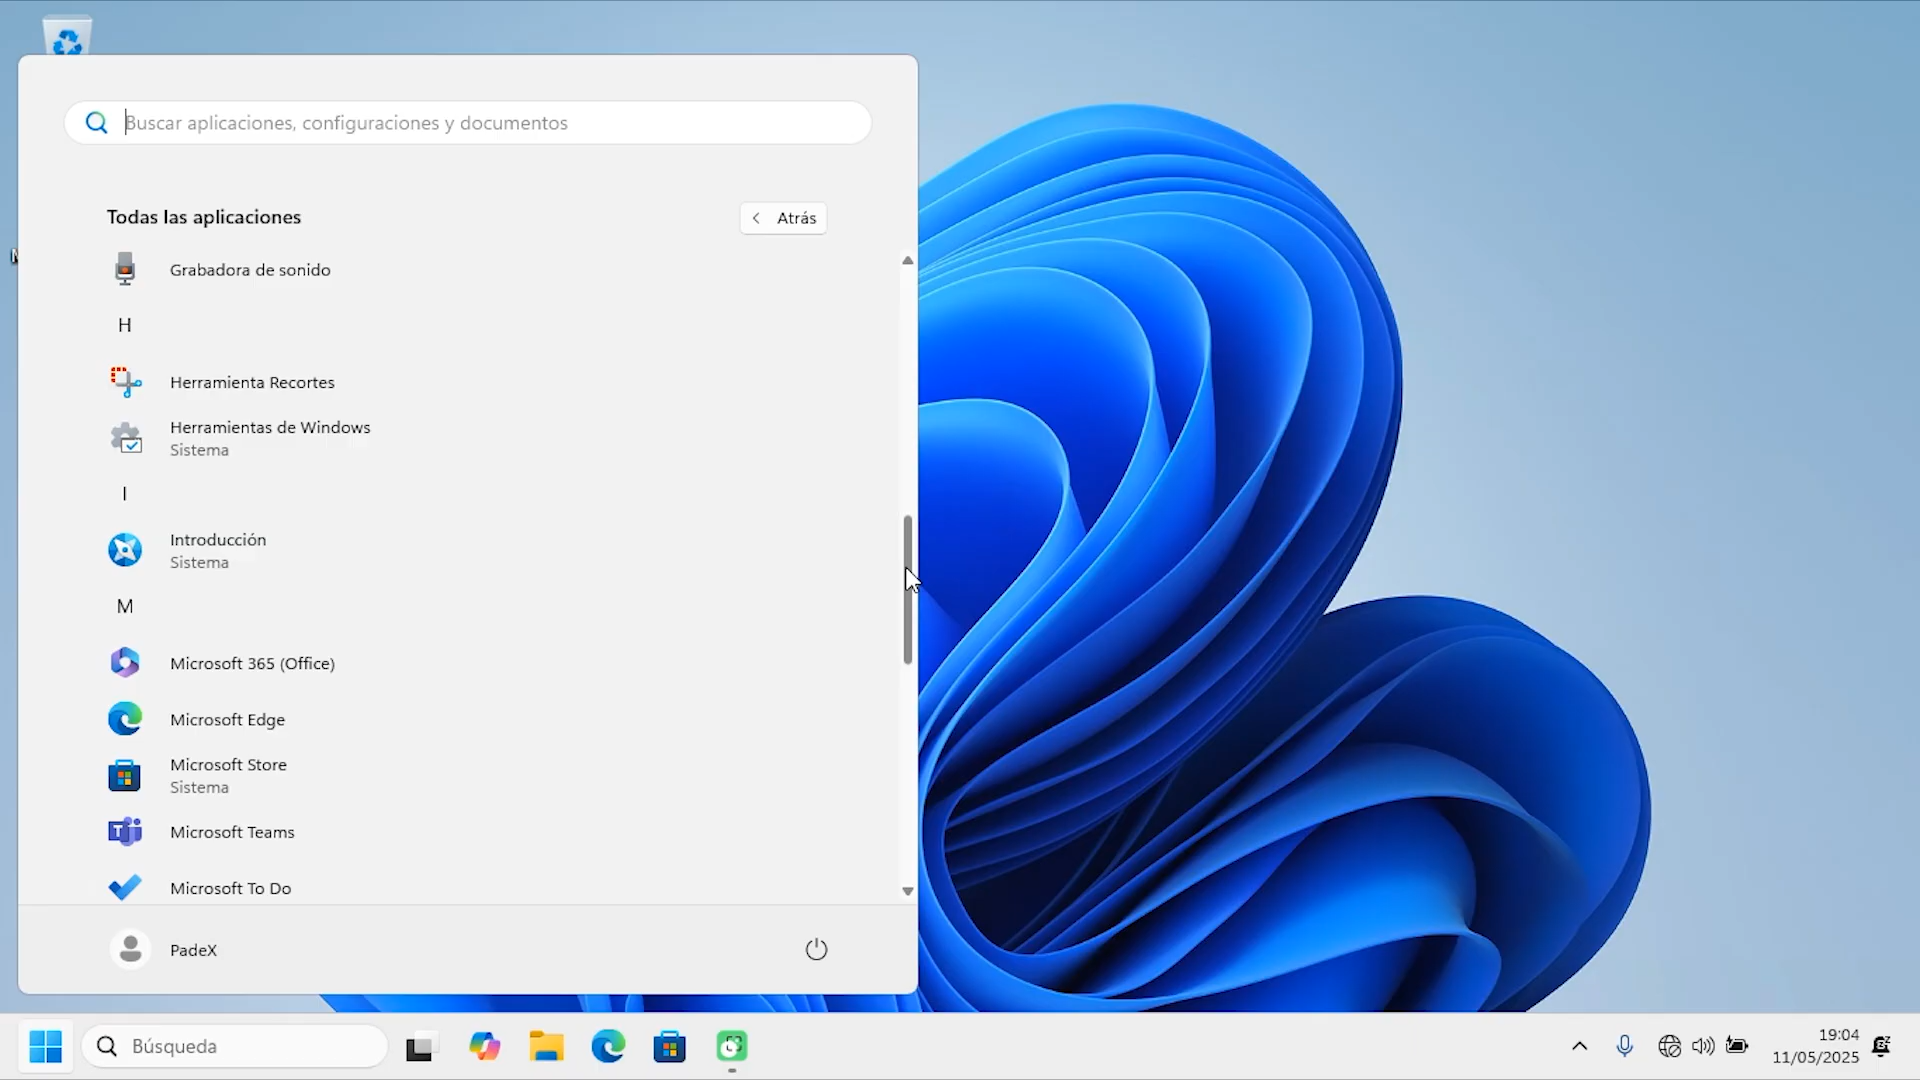 Buscar aplicaciones, configuraciones y documentos
Todas las aplicaciones
Atrás
Grabadora de sonido
H
Herramienta Recortes
Herramientas de Windows
Sistema
I
Introducción
Sistema
M
Microsoft 365 (Office)
Microsoft Edge
Microsoft Store
Sistema
Microsoft Teams
Microsoft To Do
PadeX
Búsqueda
19:04
11/05/2025